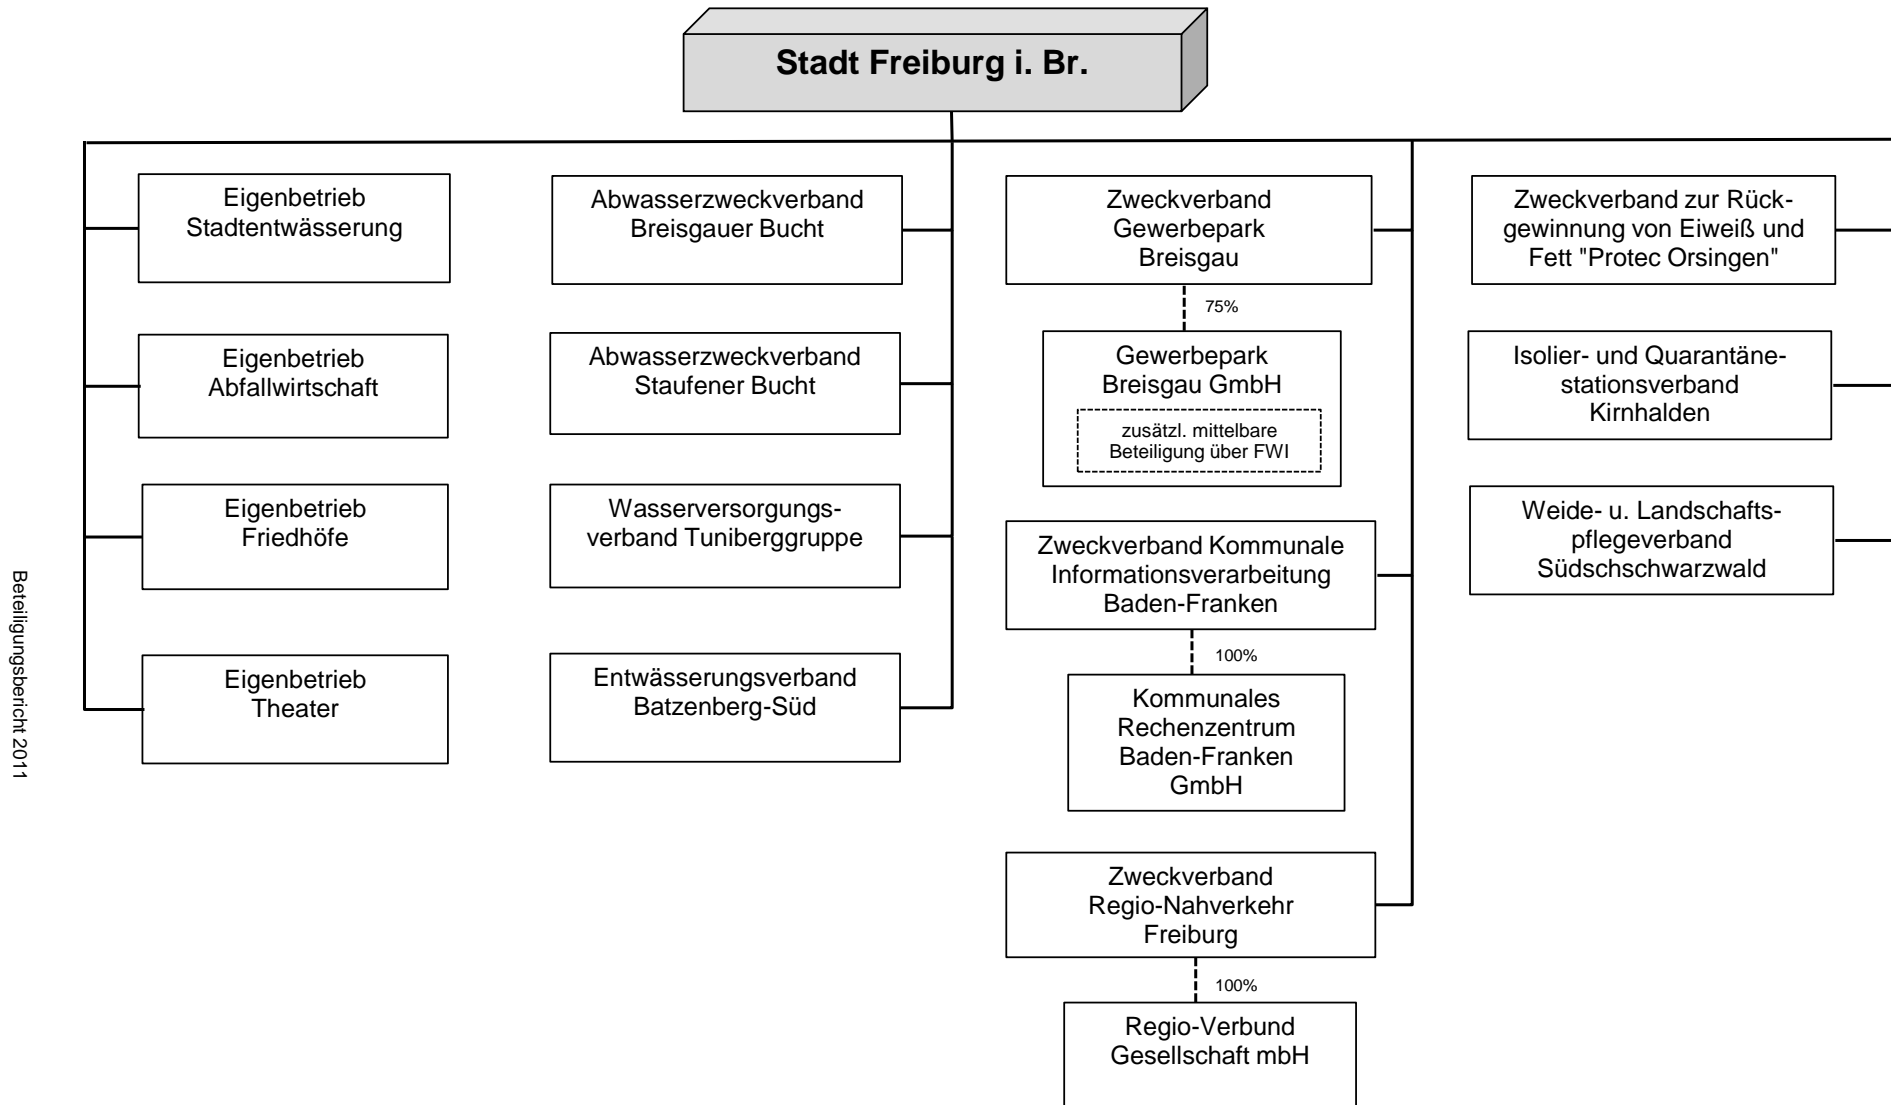 Stadt Freiburg i. Br.
Eigenbetrieb
Stadtentwässerung
Eigenbetrieb
Abfallwirtschaft
Eigenbetrieb
Friedhöfe
Eigenbetrieb
Theater
Abwasserzweckverband
Breisgauer Bucht
Abwasserzweckverband
Staufener Bucht
Wasserversorgungs-
verband Tuniberggruppe
Entwässerungsverband
Batzenberg-Süd
Zweckverband
Gewerbepark
Breisgau
75%
Gewerbepark
Breisgau GmbH
zusätzl. mittelbare
Beteiligung über FWI
Zweckverband Kommunale
Informationsverarbeitung
Baden-Franken
100%
Kommunales
Rechenzentrum
Baden-Franken
GmbH
Zweckverband
Regio-Nahverkehr
Freiburg
100%
Regio-Verbund
Gesellschaft mbH
Zweckverband zur Rück-
gewinnung von Eiweiß und
Fett "Protec Orsingen"
Isolier- und Quarantäne-
stationsverband
Kirnhalden
Weide- u. Landschafts-
pflegeverband
Südschschwarzwald
Beteiligungsbericht 2011